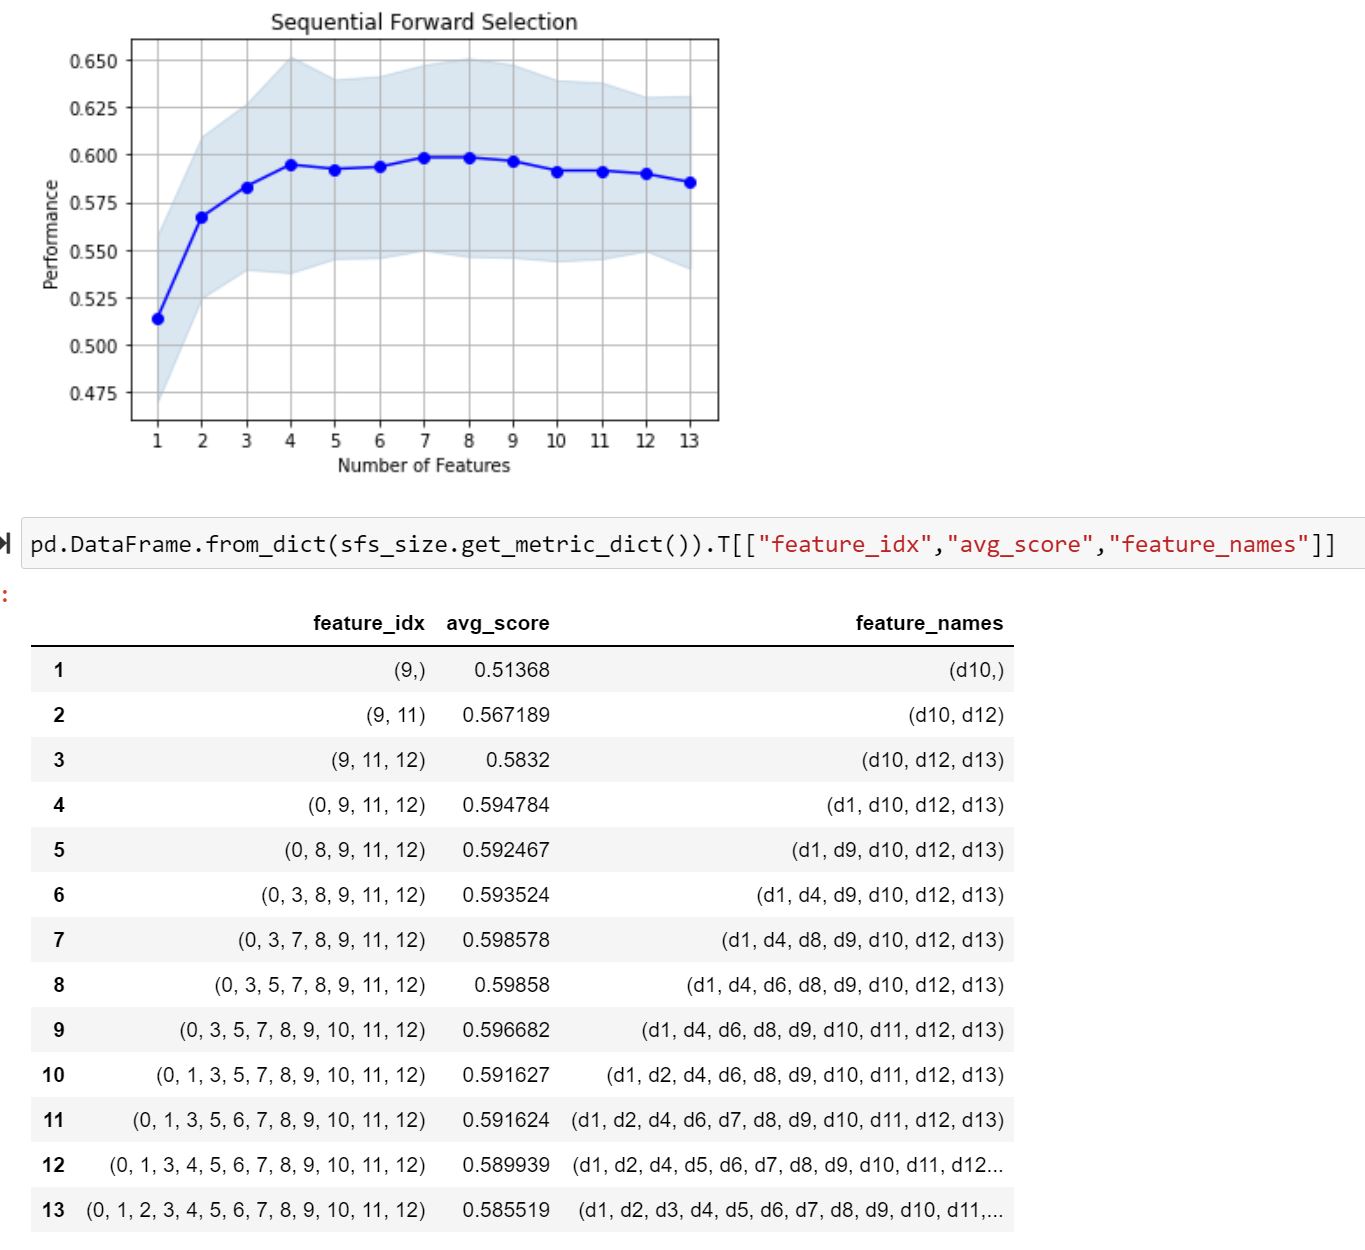 Sequential Forward Selection
0.650
0.625
0.600
0.575
0.550
0.525
0.500
0.475
Performance
1 2 3 4 5 6 7 8 9 10 11 12 13
Number of Features
pd.DataFrame.from_dict(sfs_size.get_metric_dict()).T[["feature_idx","avg_score","feature_names"]]
:
feature_idx avg_score feature_names
1 (9,) 0.51368 (d10,)
2 (9, 11) 0.567189 (d10, d12)
3 (9, 11, 12) 0.5832 (d10, d12, d13)
4 (0, 9, 11, 12) 0.594784 (d1, d10, d12, d13)
5 (0, 8, 9, 11, 12) 0.592467 (d1, d9, d10, d12, d13)
6 (0, 3, 8, 9, 11, 12) 0.593524 (d1, d4, d9, d10, d12, d13)
7 (0, 3, 7, 8, 9, 11, 12) 0.598578 (d1, d4, d8, d9, d10, d12, d13)
8 (0, 3, 5, 7, 8, 9, 11, 12) 0.59858 (d1, d4, d6, d8, d9, d10, d12, d13)
9 (0, 3, 5, 7, 8, 9, 10, 11, 12) 0.596682 (d1, d4, d6, d8, d9, d10, d11, d12, d13)
10 (0, 1, 3, 5, 7, 8, 9, 10, 11, 12) 0.591627 (d1, d2, d4, d6, d8, d9, d10, d11, d12, d13)
11 (0, 1, 3, 5, 6, 7, 8, 9, 10, 11, 12) 0.591624 (d1, d2, d4, d6, d7, d8, d9, d10, d11, d12, d13)
12 (0, 1, 3, 4, 5, 6, 7, 8, 9, 10, 11, 12) 0.589939 (d1, d2, d4, d5, d6, d7, d8, d9, d10, d11, d12...
13 (0, 1, 2, 3, 4, 5, 6, 7, 8, 9, 10, 11, 12) 0.585519 (d1, d2, d3, d4, d5, d6, d7, d8, d9, d10, d11,...